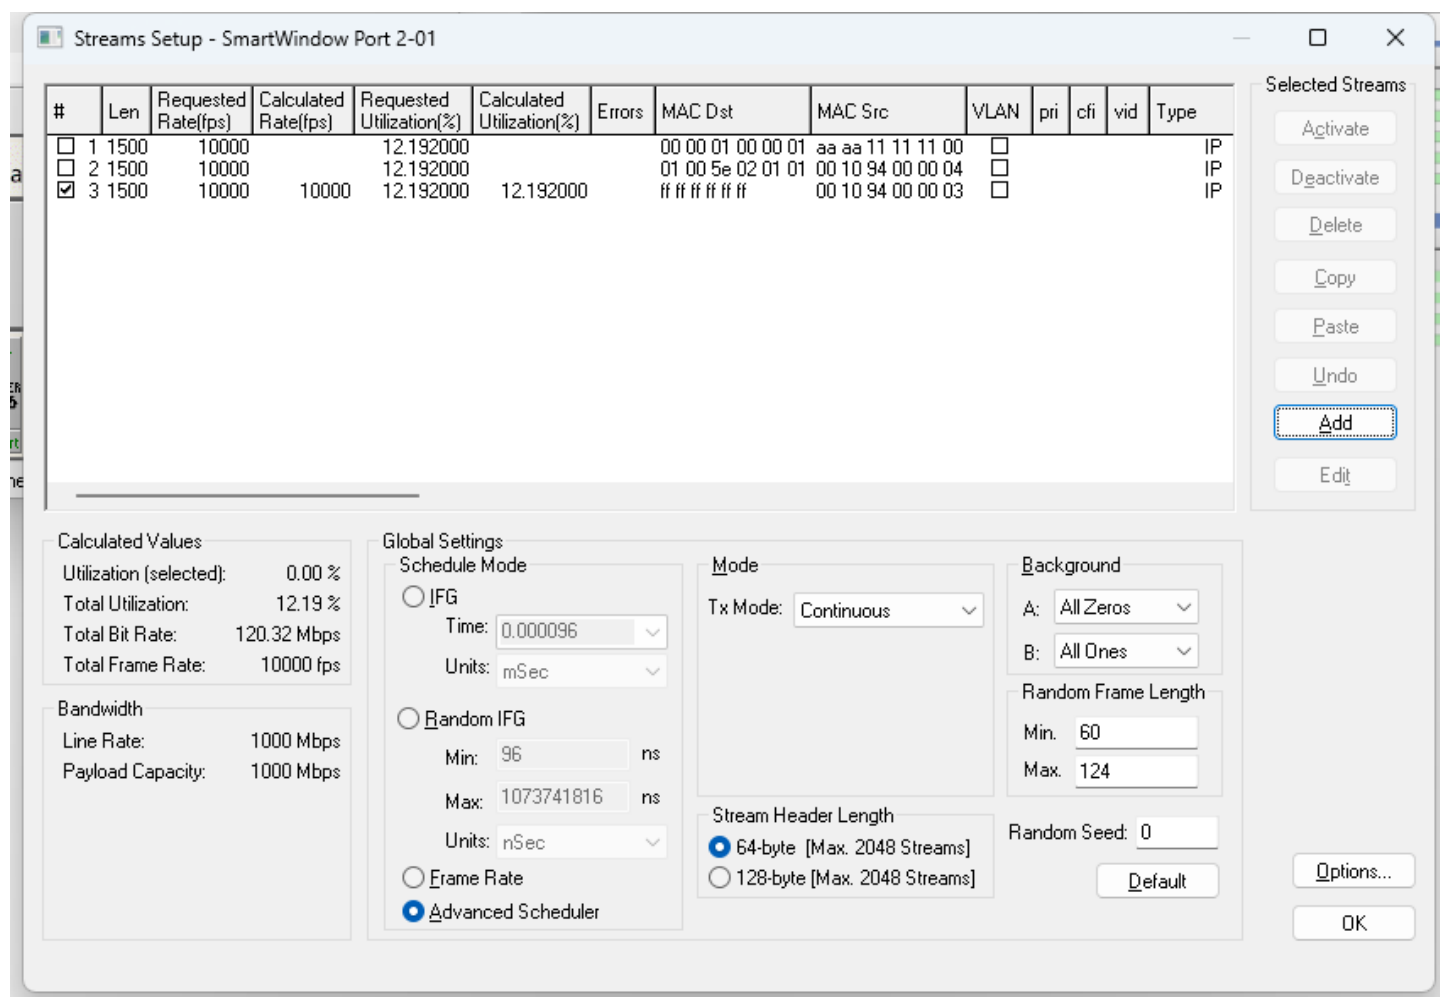 Streams Setup - SmartWindow Port 2-01
# Len Requested Rate(fps) Calculated Rate(fps) Requested Utilization(%) Calculated Utilization(%) Errors MAC Dst MAC Src VLAN pri cfi vid Type
1 1500 10000 12.192000 00 00 01 00 00 01 aa aa 11 11 11 00 IP
2 1500 10000 12.192000 01 00 5e 02 01 01 00 10 94 00 00 04 IP
3 1500 10000 10000 12.192000 12.192000 ff ff ff ff ff ff 00 10 94 00 00 03 IP
Selected Streams
Activate
Deactivate
Delete
Copy
Paste
Undo
Add
Edit
Calculated Values
Utilization (selected): 0.00 %
Total Utilization: 12.19 %
Total Bit Rate: 120.32 Mbps
Total Frame Rate: 10000 fps
Bandwidth
Line Rate: 1000 Mbps
Payload Capacity: 1000 Mbps
Global Settings
Schedule Mode
IFG
Time: 0.000096
Units: mSec
Random IFG
Min: 96 ns
Max: 1073741816 ns
Units: nSec
Frame Rate
Advanced Scheduler
Mode
Tx Mode: Continuous
Stream Header Length
64-byte [Max. 2048 Streams]
128-byte [Max. 2048 Streams]
Background
A: All Zeros
B: All Ones
Random Frame Length
Min. 60
Max. 124
Random Seed: 0
Default
Options...
OK